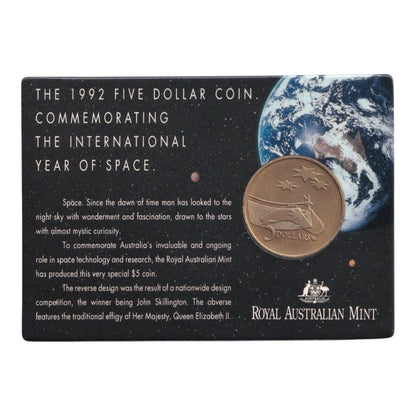 THE 1992 FIVE DOLLAR COIN.
COMMEMORATING
THE INTERNATIONAL
YEAR OF SPACE.
Space. Since the dawn of time man has looked to
the night-sky with wonderment and fascination, drawn to the stars
with almost mystic curiosity.
To commemorate Australia's invaluable and ongoing
role in space technology and research, the Royal Australian Mint
has produced this very special $5 coin.
The reverse design was the result of a nationwide design
competition, the winner being John Skillington. The obverse
features the traditional effigy of Her Majesty, Queen Elizabeth II.
5 DOLLARS
AUSTRALIA
ROYAL AUSTRALIAN MINT